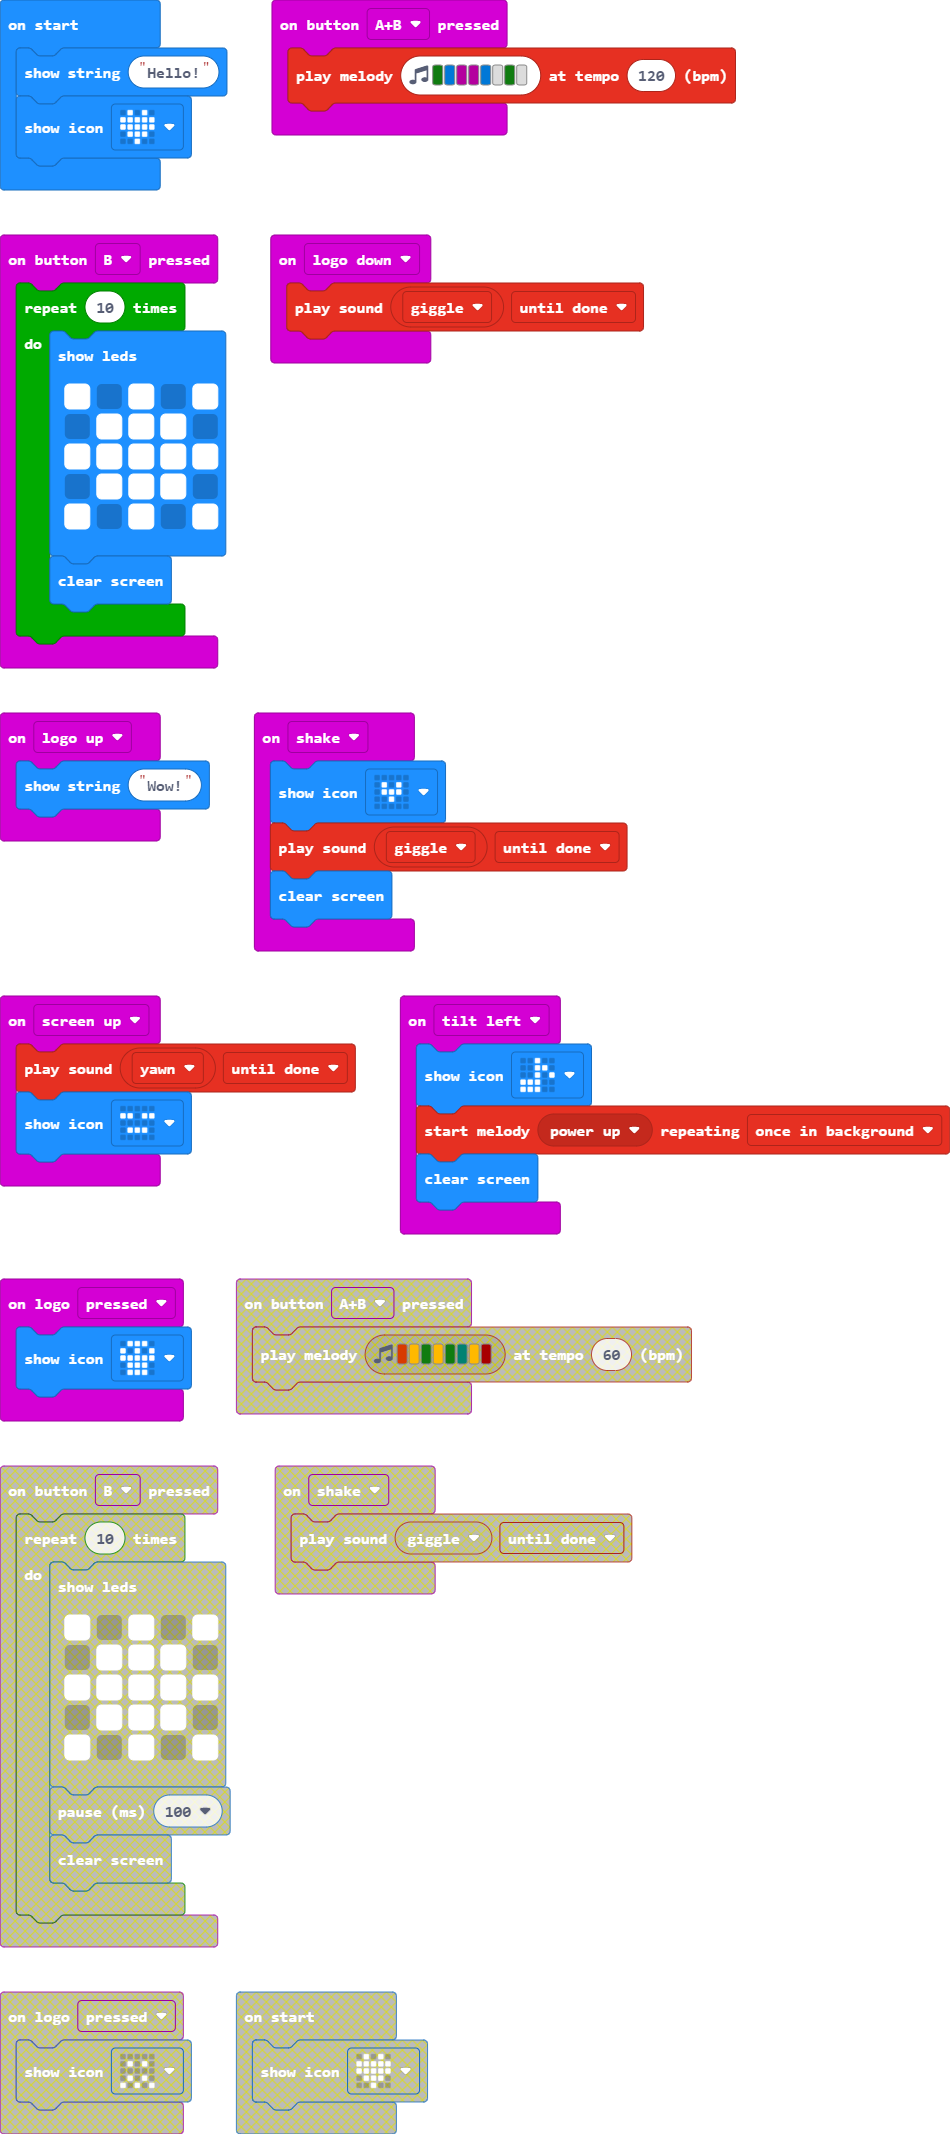 on start
show string "Hello!"
show icon
on button A+B pressed
play melody at tempo 120 (bpm)
on button B pressed
repeat 10 times
do
show leds
clear screen
on logo down
play sound giggle until done
on logo up
show string "Wow!"
on shake
show icon
play sound giggle until done
clear screen
on screen up
play sound yawn until done
show icon
on tilt left
show icon
start melody power up repeating once in background
clear screen
on logo pressed
show icon
on button A+B pressed
play melody at tempo 60 (bpm)
on button B pressed
repeat 10 times
do
show leds
pause (ms) 100
clear screen
on shake
play sound giggle until done
on logo pressed
show icon
on start
show icon